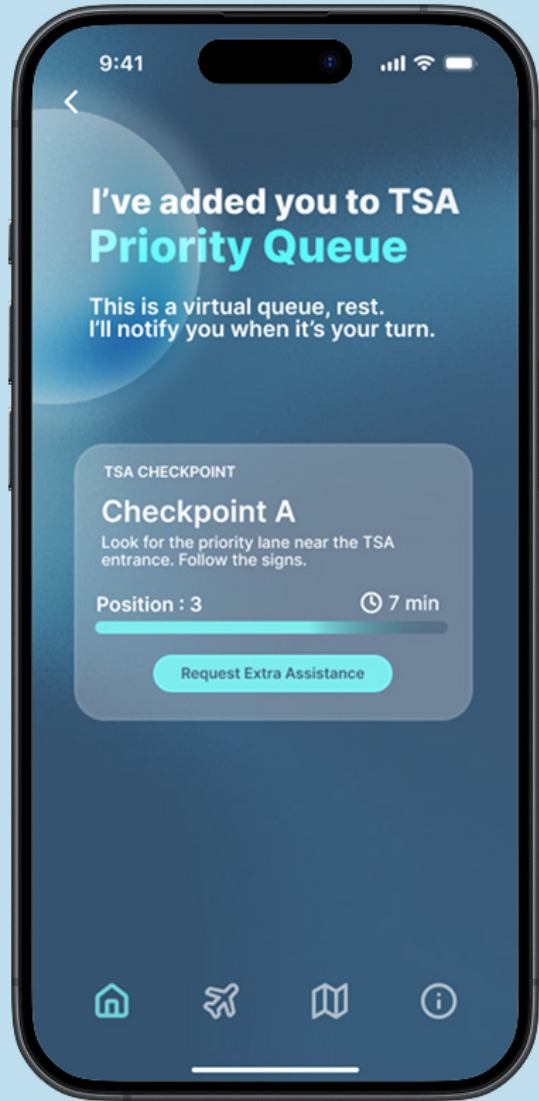 9:41
I’ve added you to TSA
Priority Queue
This is a virtual queue, rest.
I’ll notify you when it’s your turn.
TSA CHECKPOINT
Checkpoint A
Look for the priority lane near the TSA
entrance. Follow the signs.
Position : 3 7 min
Request Extra Assistance